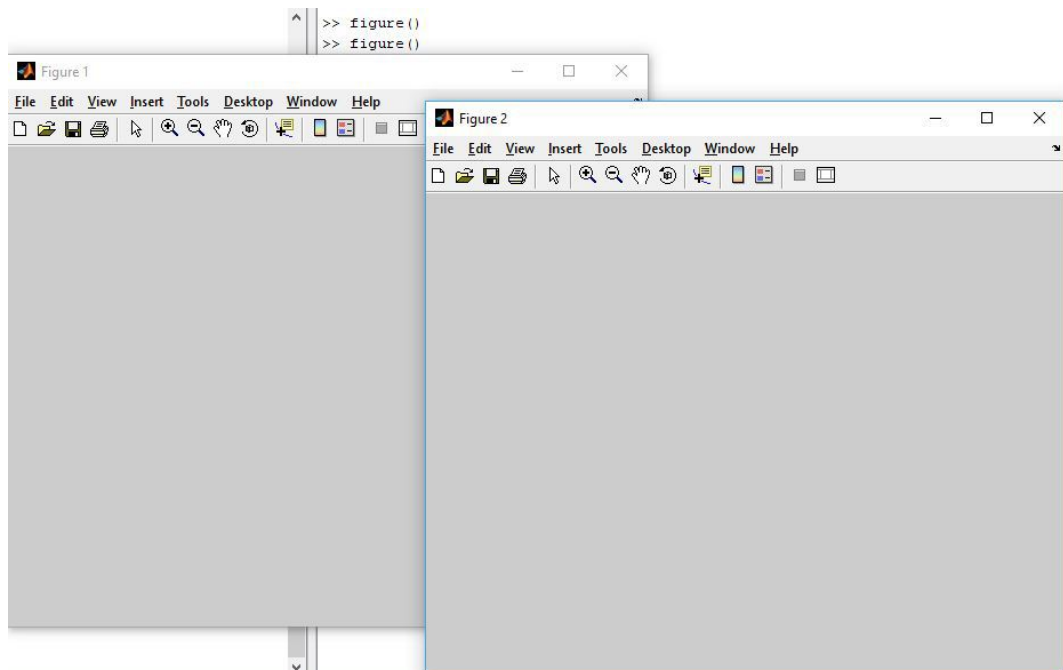 >> figure()
>> figure()
Figure 1
File Edit View Insert Tools Desktop Window Help
Figure 2
File Edit View Insert Tools Desktop Window Help